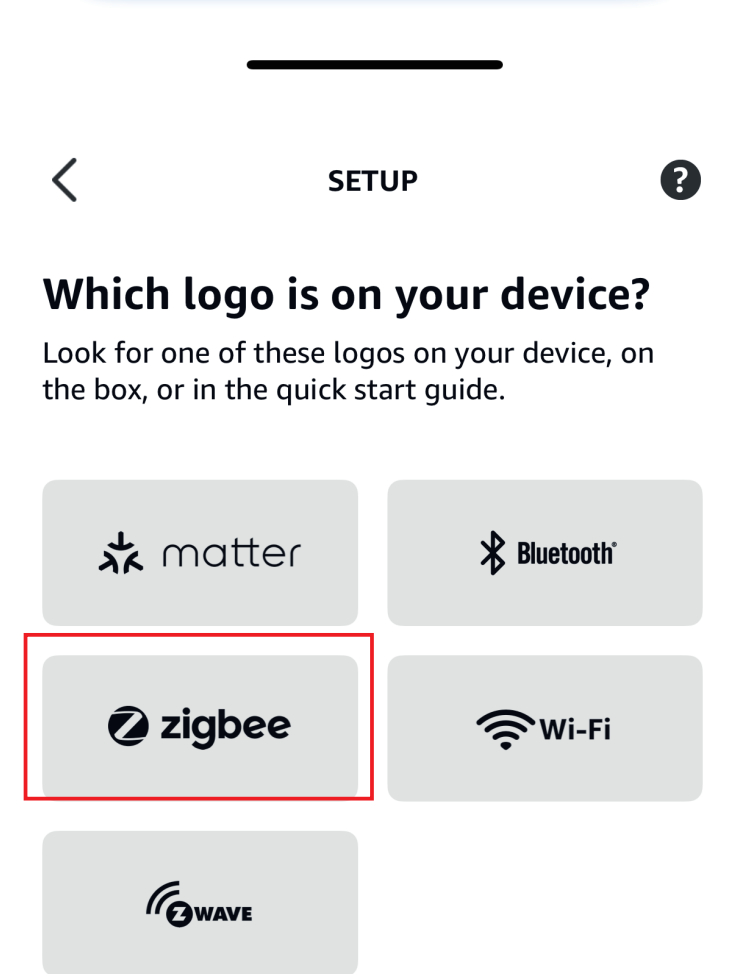 SETUP
?
Which logo is on your device?
Look for one of these logos on your device, on
the box, or in the quick start guide.
matter
Bluetooth®
zigbee
Wi-Fi
Z WAVE